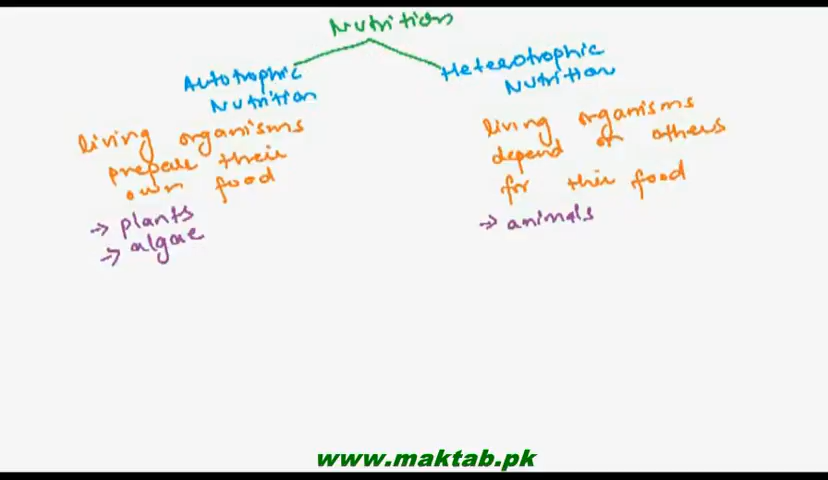 Nutrition
Autotrophic
Nutrition
living organisms
prepare their
own food
→ plants
→ algae
Heterotrophic
Nutrition
living organisms
depend on others
for their food
→ animals
www.maktab.pk